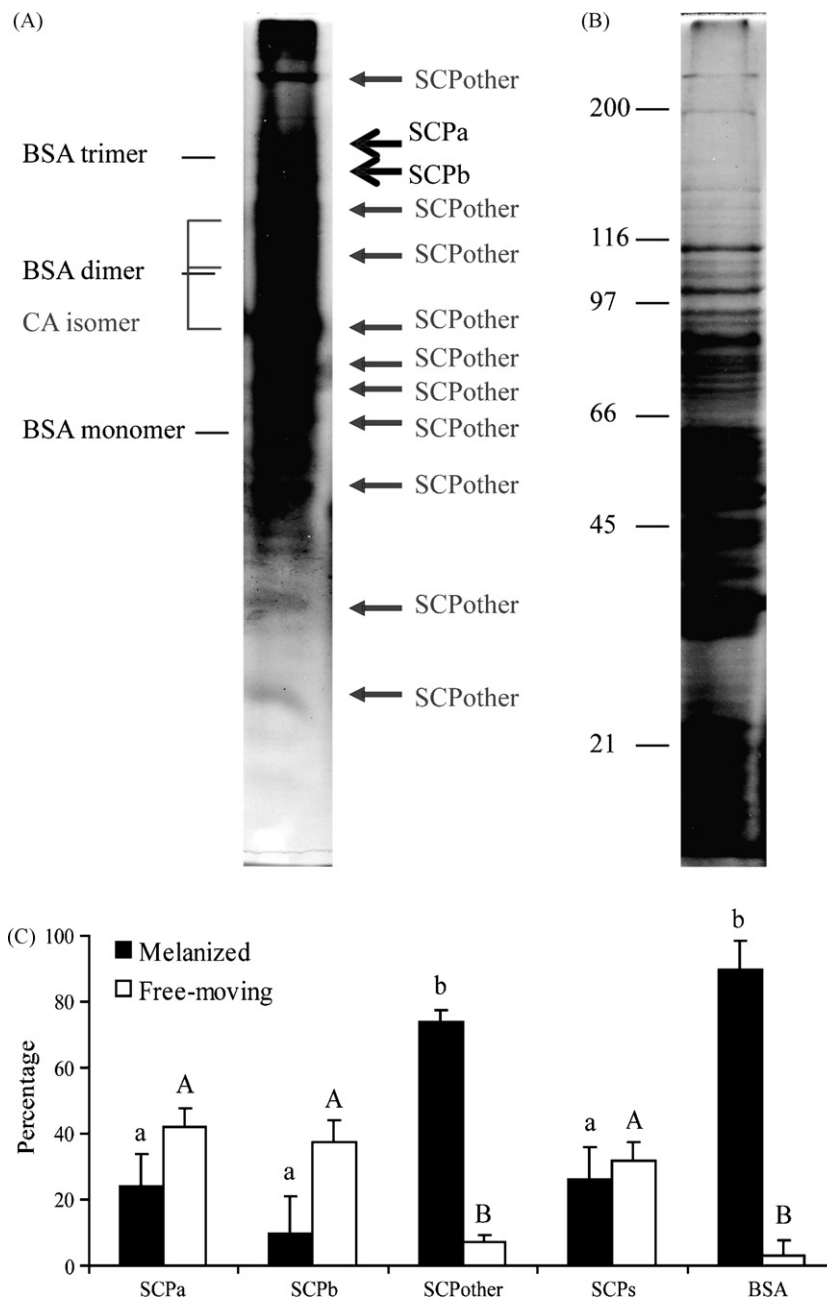 (A)
(B)
SCPother
200
SCPa
BSA trimer
SCPb
SCPother
116
SCPother
BSA dimer
97
CA isomer
SCPother
SCPother
SCPother
66
BSA monomer
SCPother
SCPother
45
SCPother
SCPother
21
(C)
100
80
60
40
20
0
Percentage
Melanized
Free-moving
a
A
a
A
b
B
a
A
b
B
SCPa
SCPb
SCPother
SCPs
BSA